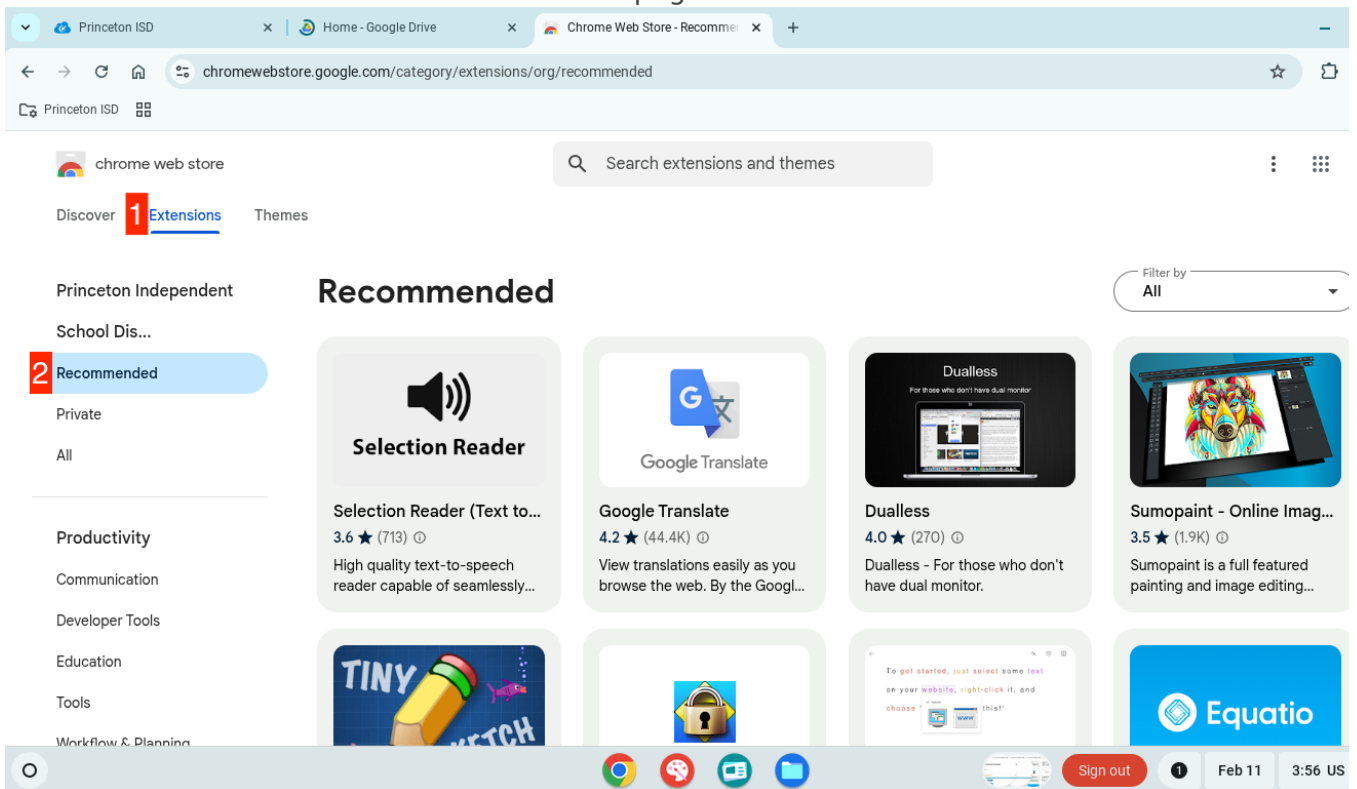 Princeton ISD
Home - Google Drive
Chrome Web Store - Recommen
chromewebstore.google.com/category/extensions/org/recommended
Princeton ISD
chrome web store
Search extensions and themes
Discover 1 Extensions Themes
Princeton Independent
School Dis...
2 Recommended
Private
All
Productivity
Communication
Developer Tools
Education
Tools
Workflow & Planning
Recommended
Filter by
All
Selection Reader
Selection Reader (Text to...
3.6 ★ (713)
High quality text-to-speech
reader capable of seamlessly...
Google Translate
Google Translate
4.2 ★ (44.4K)
View translations easily as you
browse the web. By the Googl...
Dualless
For those who don't have dual monitor
Dualless
4.0 ★ (270)
Dualless - For those who don't
have dual monitor.
Sumopaint - Online Imag...
3.5 ★ (1.9K)
Sumopaint is a full featured
painting and image editing...
TINY
SKETCH
To get started, just select some text
on your website, right-click it, and
choose this!'
www
Equatio
Sign out
1
Feb 11
3:56 US